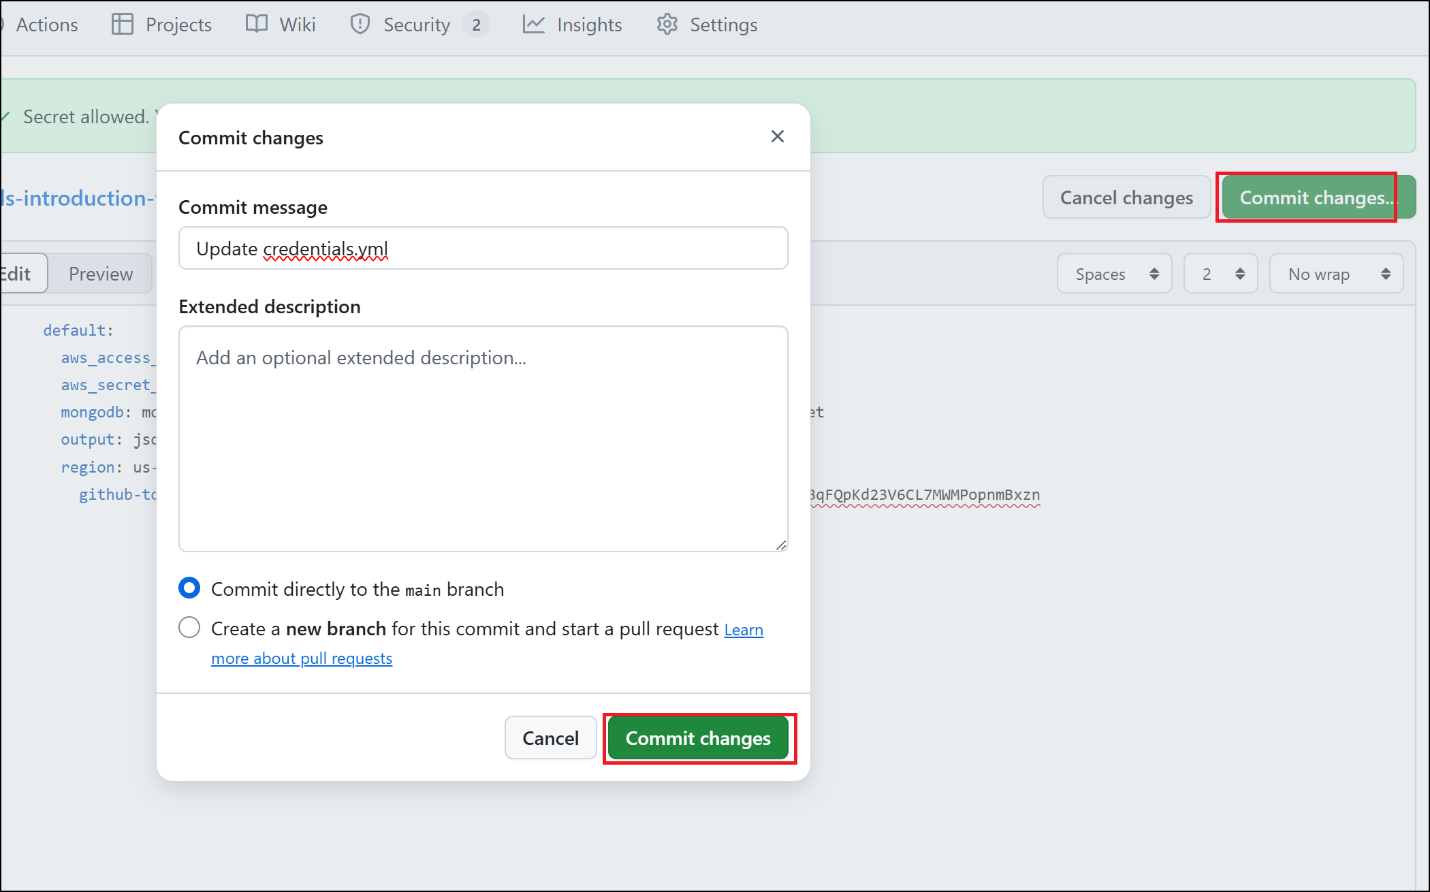 Actions Projects Wiki Security 2 Insights Settings
Secret allowed.
Commit changes
ls-introduction-
Cancel changes
Commit changes...
Commit message
Update credentials.yml
Edit
Preview
Spaces
2
No wrap
Extended description
Add an optional extended description...
default:
aws_access_
aws_secret_
mongodb: mo et
output: jso
region: us-
github-to 3qFQpKd23V6CL7MWMPopnmBxzn
Commit directly to the main branch
Create a new branch for this commit and start a pull request Learn
more about pull requests
Cancel
Commit changes